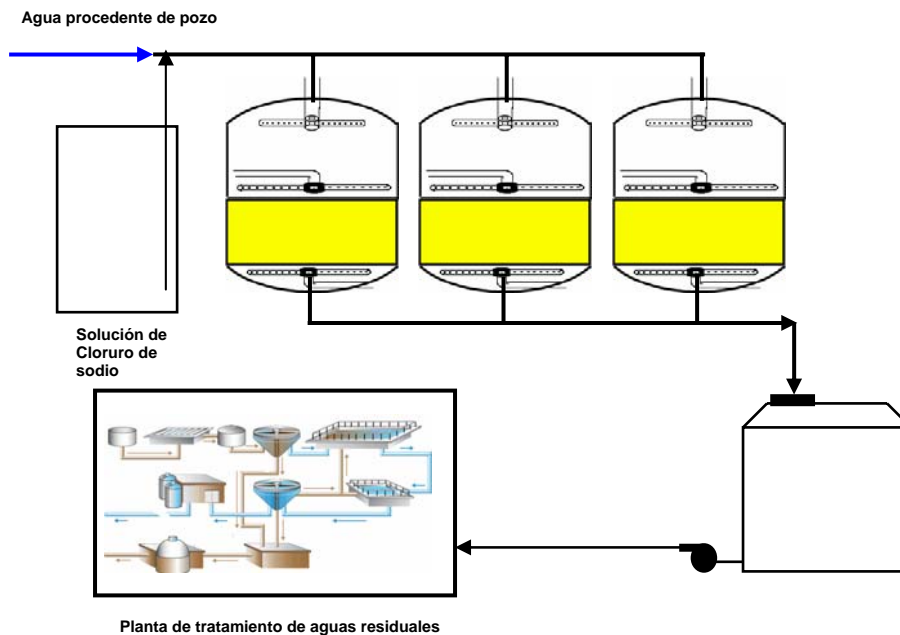 Agua procedente de pozo
Solución de
Cloruro de
sodio
Planta de tratamiento de aguas residuales